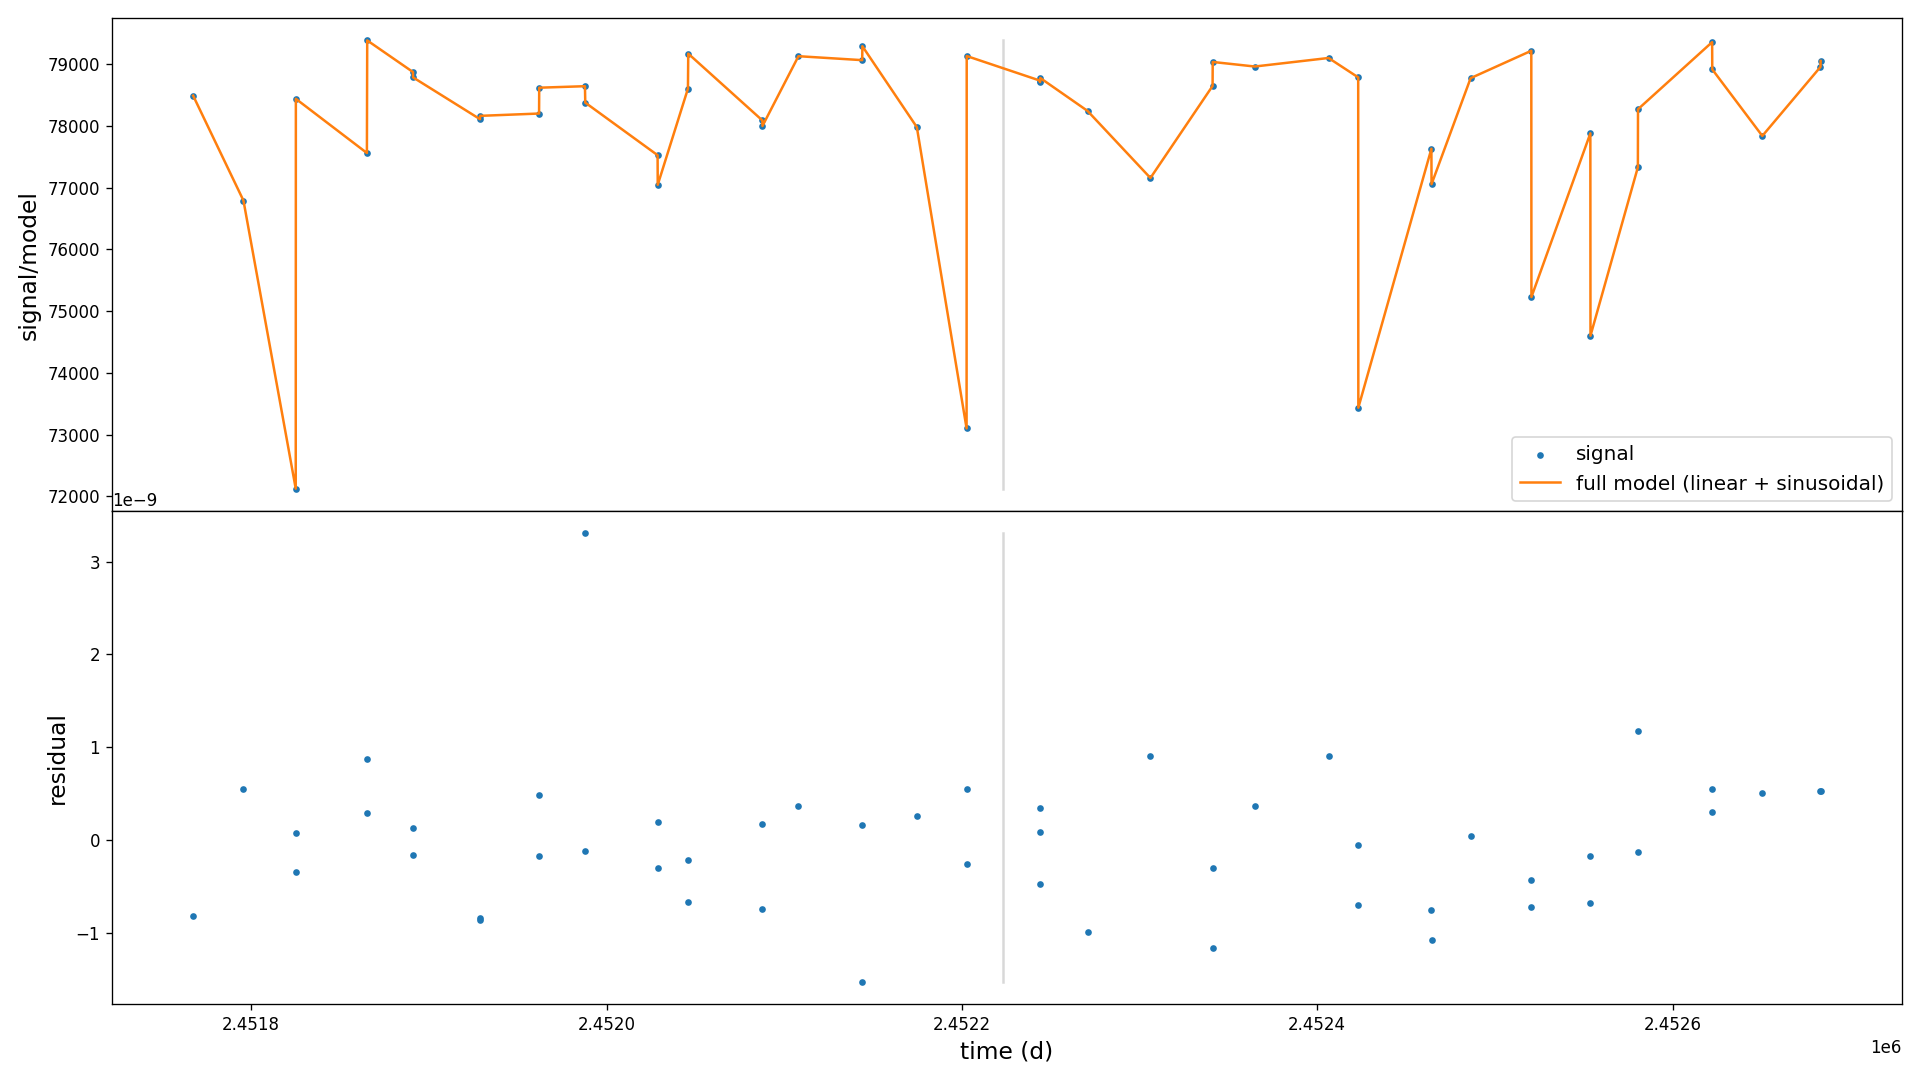 79000
78000
77000
76000
75000
74000
73000
72000
signal/model
signal
full model (linear + sinusoidal)
1e−9
3
2
1
0
−1
residual
2.4518
2.4520
2.4522
2.4524
2.4526
time (d)
1e6